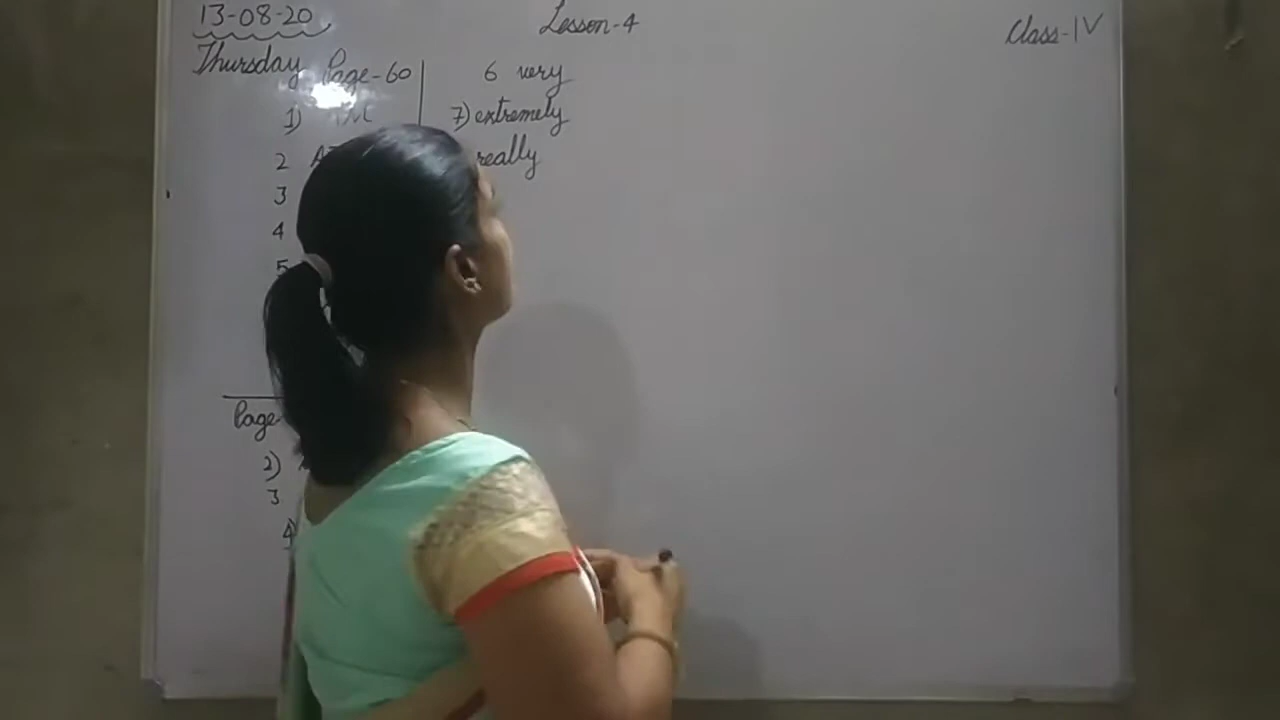 13-08-20
Lesson-4
Class-IV
Thursday
Page-60
1)
2
3
4
5
6 very
7) extremely
really
Page
2)
3
4)